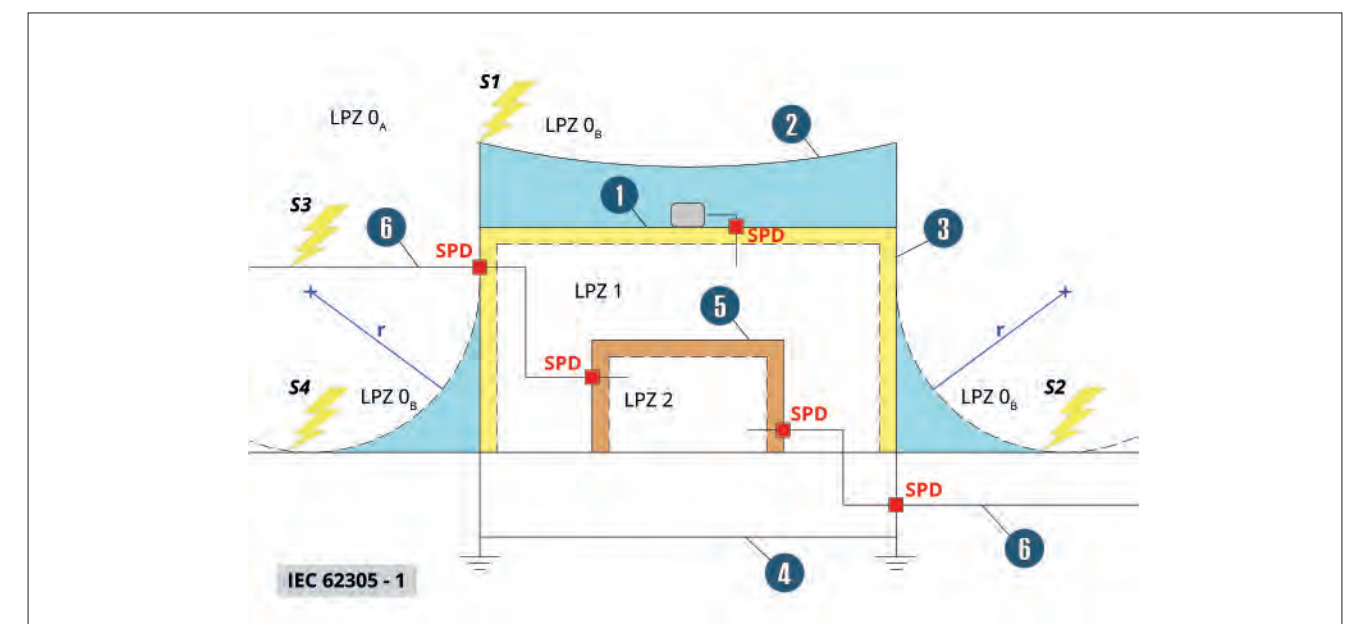 S1
LPZ 0A
LPZ 0B
2
S3
1
6
SPD
3
SPD
LPZ 1
5
r
r
SPD
S4
LPZ 0B
LPZ 2
SPD
LPZ 0B
S2
SPD
6
4
IEC 62305 - 1